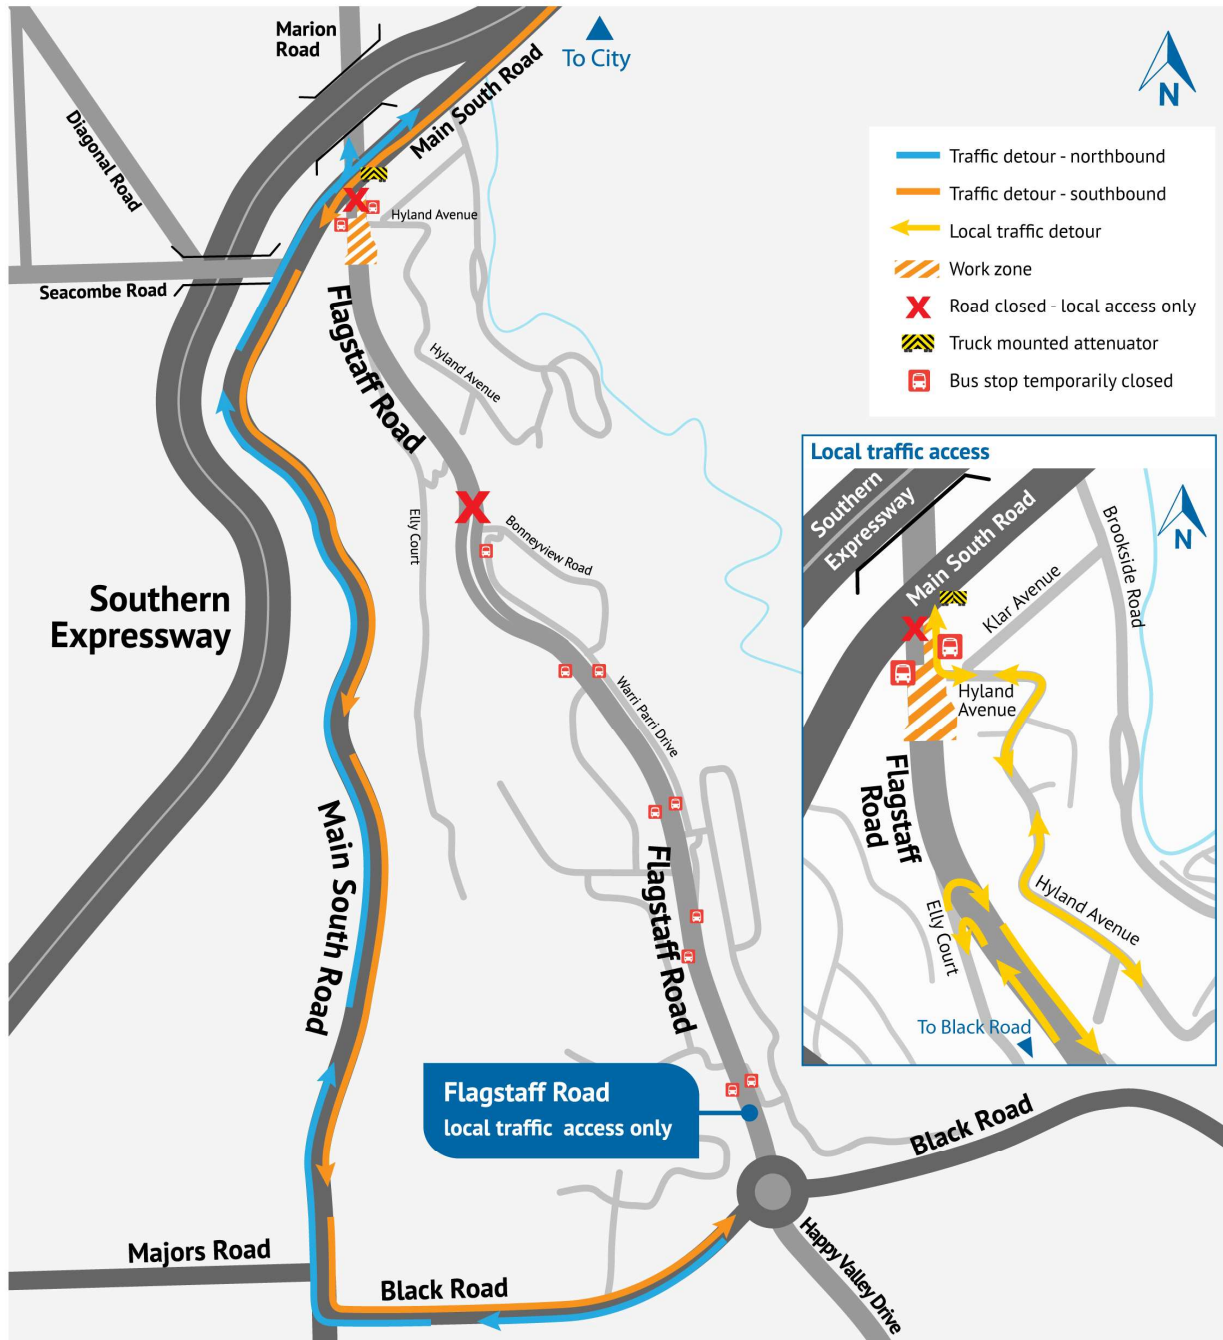 Marion
Road
To City
N
Main South Road
Diagonal Road
Traffic detour - northbound
Traffic detour - southbound
Local traffic detour
Work zone
Road closed - local access only
Truck mounted attenuator
Bus stop temporarily closed
Hyland Avenue
Seacombe Road
Flagstaff Road
Hyland Avenue
Elly Court
Bonneyview Road
Southern
Expressway
Warri Parri Drive
Main South Road
Flagstaff Road
Local traffic access
Southern
Expressway
Main South Road
N
Brookside Road
Klar Avenue
Hyland
Avenue
Flagstaff
Road
Hyland Avenue
Elly Court
To Black Road
Flagstaff Road
local traffic access only
Black Road
Majors Road
Black Road
Happy Valley Drive